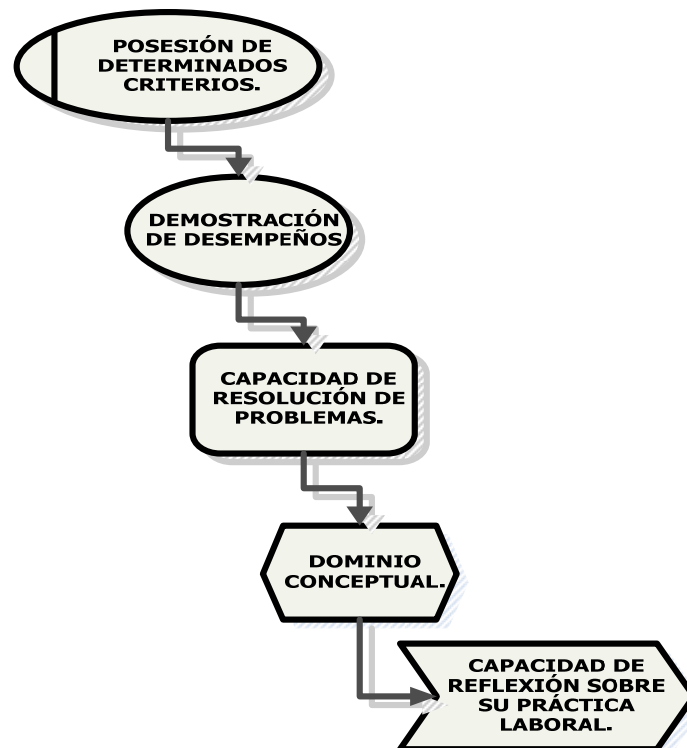 POSESIÓN DE
DETERMINADOS
CRITERIOS.
DEMOSTRACIÓN
DE DESEMPEÑOS
CAPACIDAD DE
RESOLUCIÓN DE
PROBLEMAS.
DOMINIO
CONCEPTUAL.
CAPACIDAD DE
REFLEXIÓN SOBRE
SU PRÁCTICA
LABORAL.